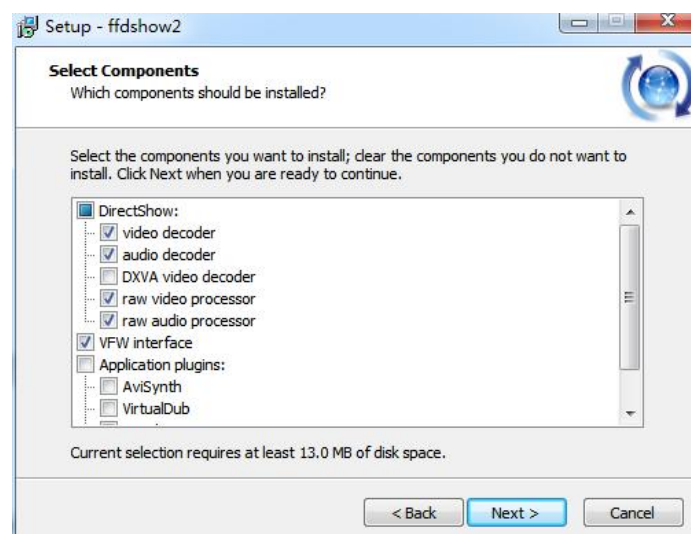 Setup - ffdshow2
Select Components
Which components should be installed?
Select the components you want to install; clear the components you do not want to
install. Click Next when you are ready to continue.
DirectShow:
video decoder
audio decoder
DXVA video decoder
raw video processor
raw audio processor
VFW interface
Application plugins:
AviSynth
VirtualDub
Current selection requires at least 13.0 MB of disk space.
< Back
Next >
Cancel